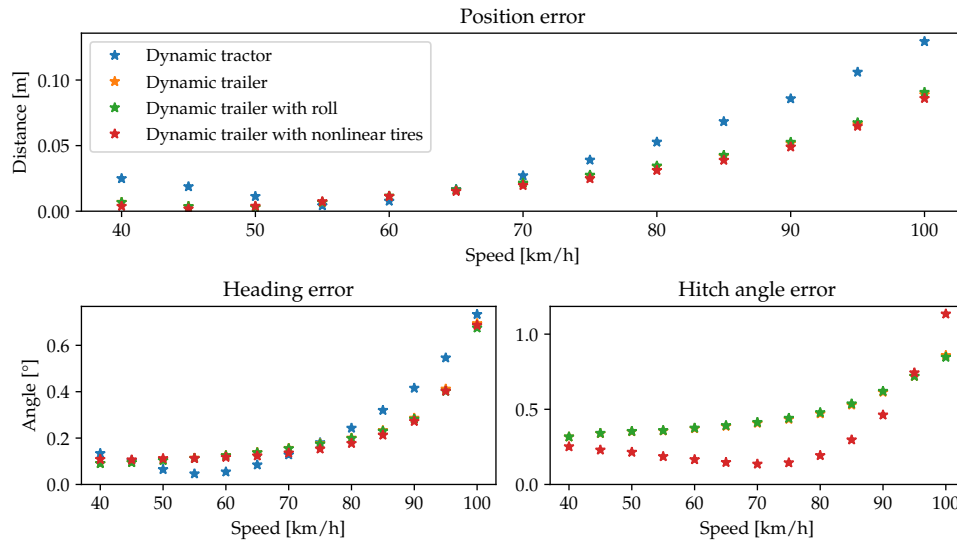 Position error
Dynamic tractor
Dynamic trailer
Dynamic trailer with roll
Dynamic trailer with nonlinear tires
Distance [m]
0.10
0.05
0.00
40 50 60 70 80 90 100
Speed [km/h]
Heading error
Angle [°]
0.6
0.4
0.2
0.0
40 50 60 70 80 90 100
Speed [km/h]
Hitch angle error
1.0
0.5
0.0
40 50 60 70 80 90 100
Speed [km/h]